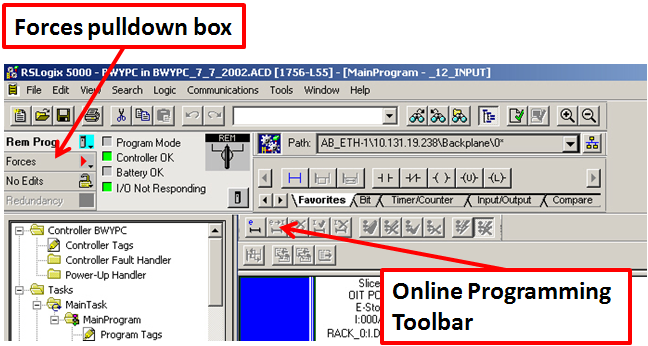 Forces pulldown box
RSLogix 5000 - BWYPC in BWYPC_7_7_2002.ACD [1756-L55] - [MainProgram - _12_INPUT]
File Edit View Search Logic Communications Tools Window Help
Rem Prog
Program Mode
Forces
Controller OK
Battery OK
No Edits
I/O Not Responding
Redundancy
REM
Path: AB_ETH-1\10.131.19.238\Backplane\0*
(U) (L)
Favorites Bit Timer/Counter Input/Output Compare
Controller BWYPC
Controller Tags
Controller Fault Handler
Power-Up Handler
Tasks
MainTask
MainProgram
Program Tags
Slice
OIT PC
E-Sto
I:000/
RACK_0:I.D
Online Programming
Toolbar